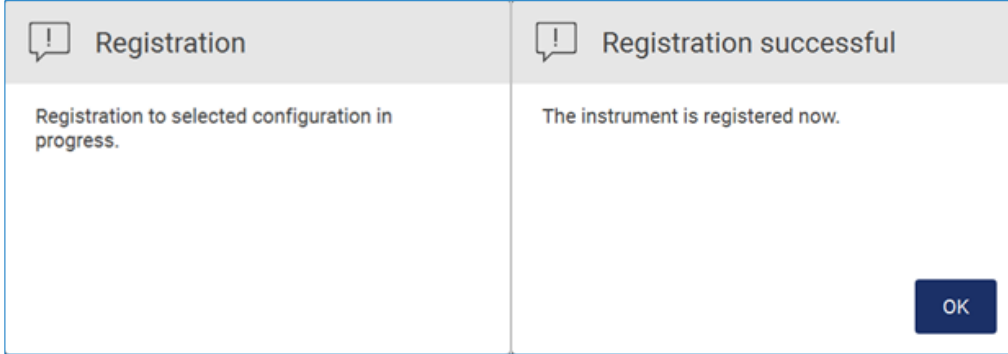 Registration
Registration to selected configuration in
progress.
Registration successful
The instrument is registered now.
OK